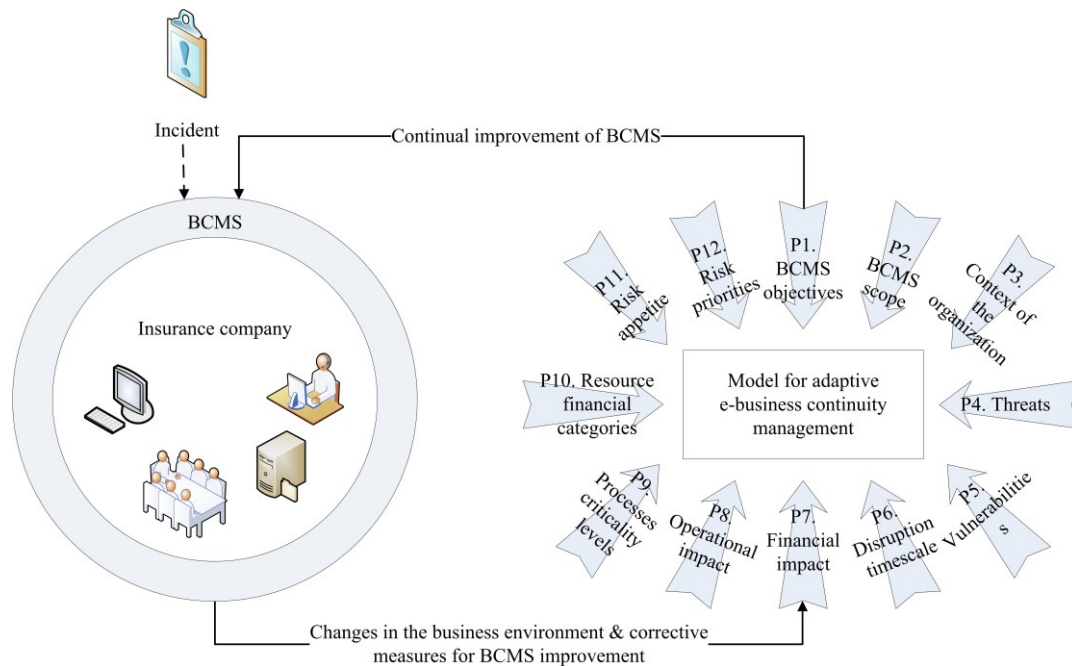 Incident
Continual improvement of BCMS
BCMS
Insurance company
P11.
Risk
appetite
P12.
Risk
priorities
P1.
BCMS
objectives
P2.
BCMS
scope
P3.
Context of
the
organization
P10. Resource
financial
categories
Model for adaptive
e-business continuity
management
P4. Threats
P9.
Processes
criticality
levels
P8.
Operational
impact
P7.
Financial
impact
P6.
Disruption
timescale
P5.
Vulnerabilitie
s
Changes in the business environment & corrective
measures for BCMS improvement